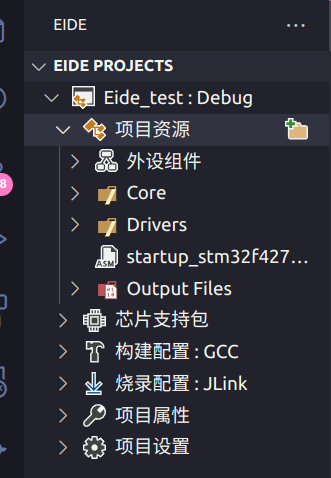 EIDE
EIDE PROJECTS
Eide_test : Debug
项目资源
外设组件
Core
Drivers
ASM startup_stm32f427...
Output Files
芯片支持包
构建配置 : GCC
烧录配置 : JLink
项目属性
项目设置
8